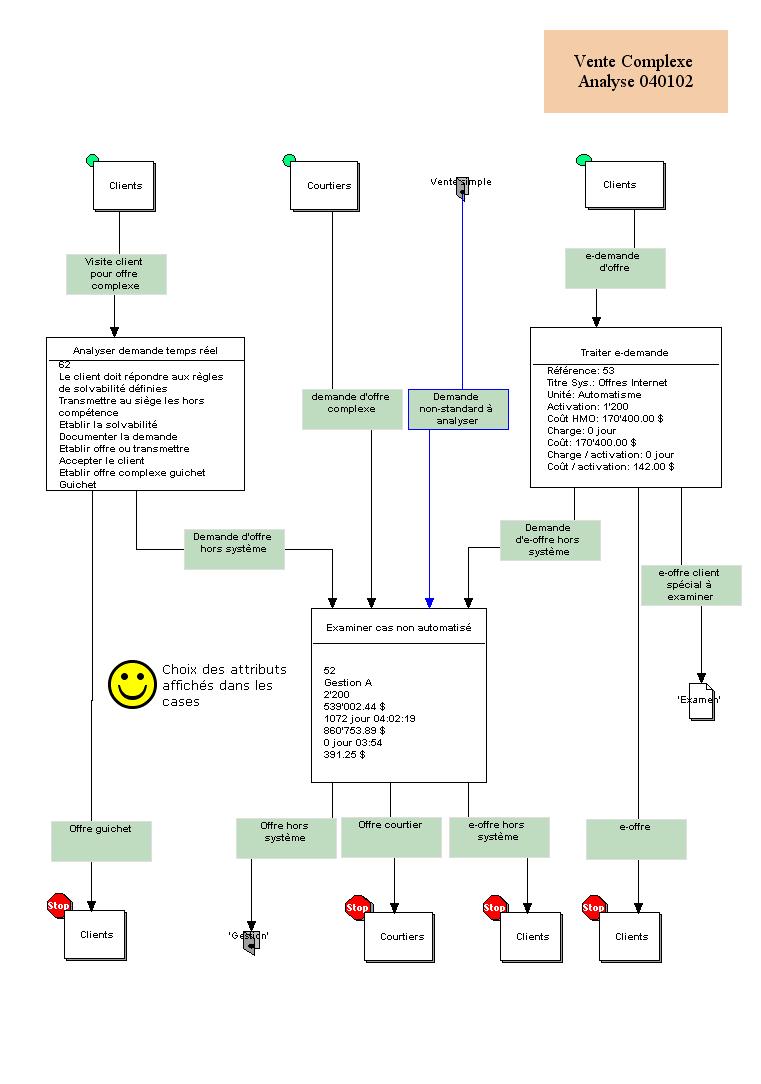 Vente Complexe
Analyse 040102
Clients
Courtiers
Vente simple
Clients
Visite client
pour offre
complexe
e-demande
d'offre
Analyser demande temps réel
62
Le client doit répondre aux règles
de solvabilité définies
Transmettre au siège les hors
compétence
Etablir la solvabilité
Documenter la demande
Etablir offre ou transmettre
Accepter le client
Etablir offre complexe guichet
Guichet
demande d'offre
complexe
Demande
non-standard à
analyser
Traiter e-demande
Référence: 53
Titre Sys.: Offres Internet
Unité: Automatisme
Activation: 1'200
Coût HMO: 170'400.00 $
Charge: 0 jour
Coût: 170'400.00 $
Charge / activation: 0 jour
Coût / activation: 142.00 $
Demande d'offre
hors système
Demande
d'e-offre hors
système
e-offre client
spécial à
examiner
Examiner cas non automatisé
52
Gestion A
2'200
539'002.44 $
1072 jour 04:02:19
860'753.89 $
0 jour 03:54
391.25 $
Choix des attributs
affichés dans les
cases
'Examen'
Offre guichet
Offre hors
système
Offre courtier
e-offre hors
système
e-offre
Stop
Clients
'Gestion'
Stop
Courtiers
Stop
Clients
Stop
Clients